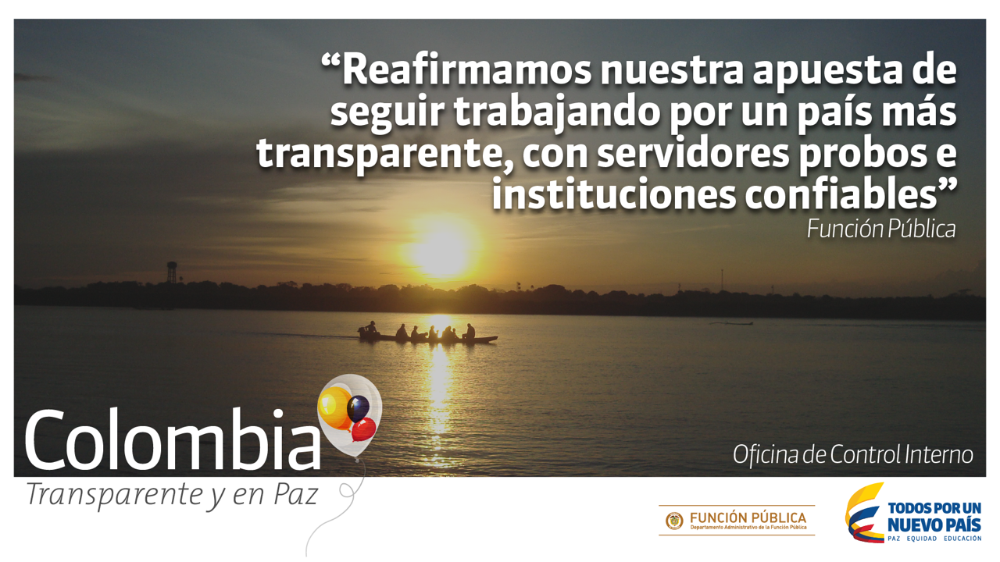 “Reafirmamos nuestra apuesta de
seguir trabajando por un país más
transparente, con servidores probos e
instituciones confiables”
Función Pública
Colombia
Transparente y en Paz
Oficina de Control Interno
FUNCIÓN PÚBLICA
Departamento Administrativo de la Función Pública
TODOS POR UN
NUEVO PAÍS
PAZ EQUIDAD EDUCACIÓN